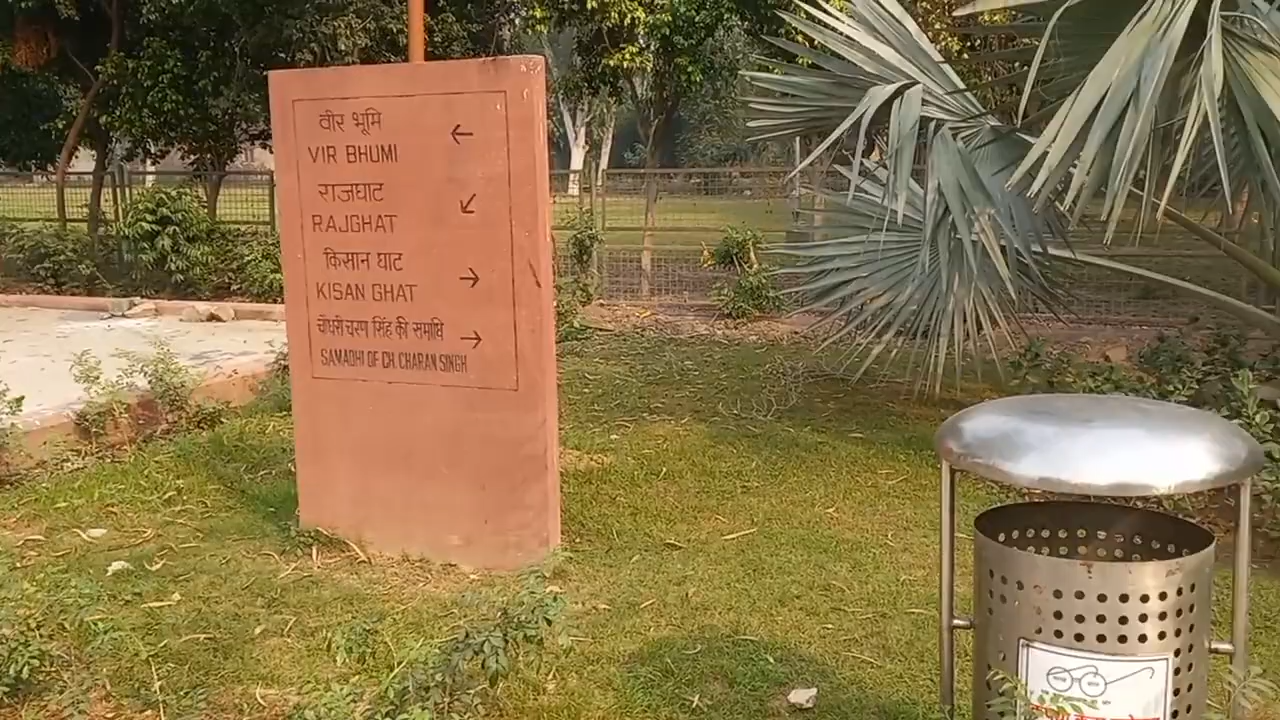 वीर भूमि ←
VIR BHUMI
राजघाट ↙
RAJGHAT
किसान घाट →
KISAN GHAT
चौधरी चरण सिंह की समाधि →
SAMADHI OF CH. CHARAN SINGH